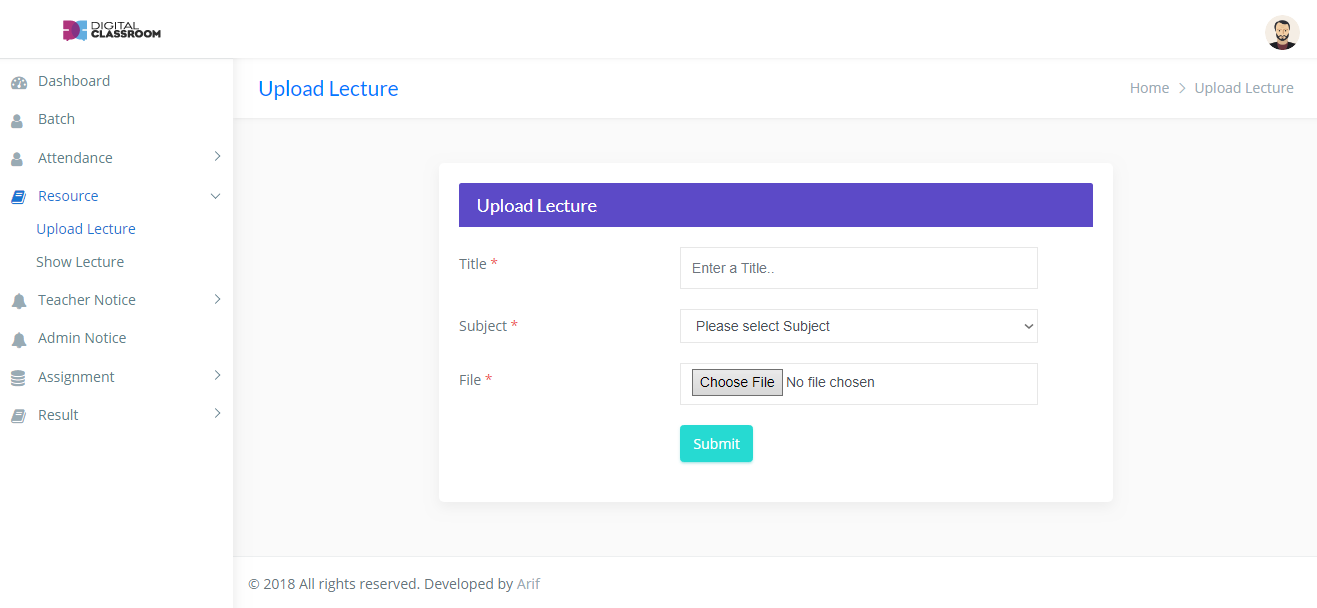 DIGITAL
CLASSROOM
Dashboard
Batch
Attendance
Resource
Upload Lecture
Show Lecture
Teacher Notice
Admin Notice
Assignment
Result
Upload Lecture
Home > Upload Lecture
Upload Lecture
Title *
Enter a Title..
Subject *
Please select Subject
File *
Choose File No file chosen
Submit
© 2018 All rights reserved. Developed by Arif